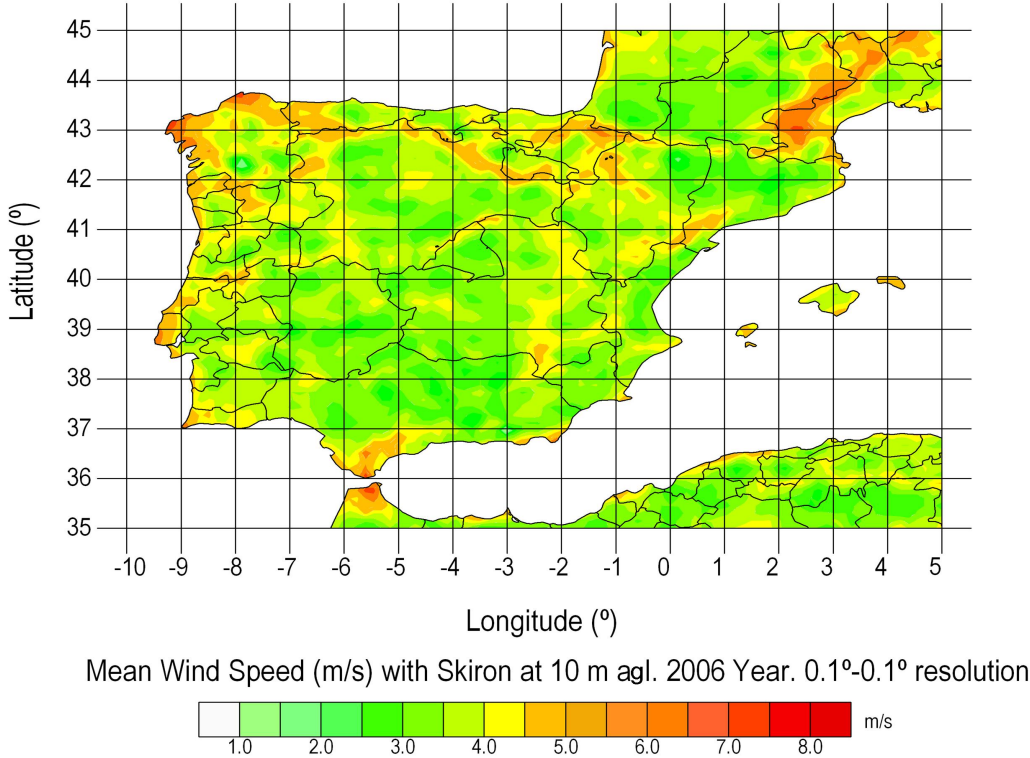 45
44
43
42
41
40
39
38
37
36
35
Latitude (º)
-10 -9 -8 -7 -6 -5 -4 -3 -2 -1 0 1 2 3 4 5
Longitude (º)
Mean Wind Speed (m/s) with Skiron at 10 m agl. 2006 Year. 0.1º-0.1º resolution
1.0 2.0 3.0 4.0 5.0 6.0 7.0 8.0 m/s